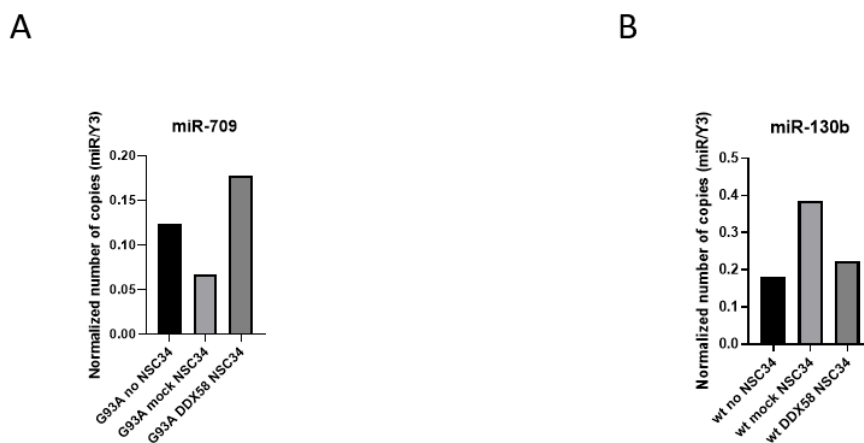 A
miR-709
Normalized number of copies (miR/Y3)
0.20
0.15
0.10
0.05
0.00
G93A no NSC34
G93A mock NSC34
G93A DDX58 NSC34
B
miR-130b
Normalized number of copies (miR/Y3)
0.5
0.4
0.3
0.2
0.1
0.0
wt no NSC34
wt mock NSC34
wt DDX58 NSC34